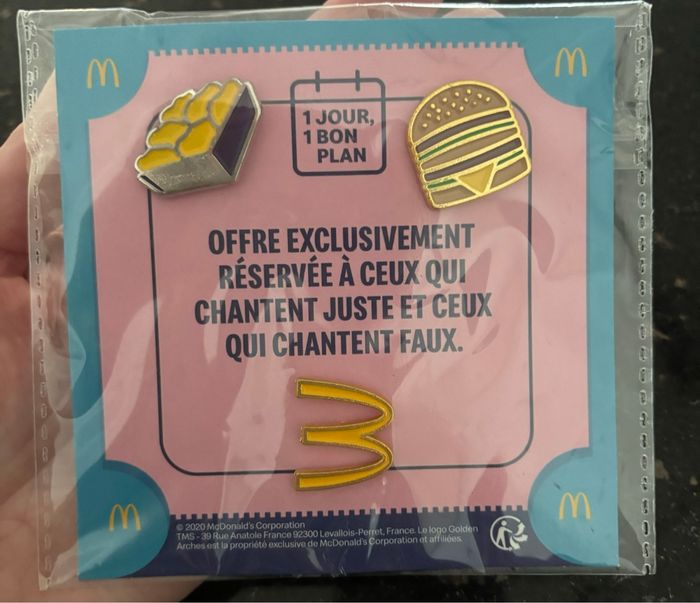 1 JOUR,
1 BON
PLAN
OFFRE EXCLUSIVEMENT
RÉSERVÉE À CEUX QUI
CHANTENT JUSTE ET CEUX
QUI CHANTENT FAUX.
© 2020 McDonald's Corporation
TMS - 39 Rue Anatole France 92300 Levallois-Perret, France. Le logo Golden
Arches est la propriété exclusive de McDonald's Corporation et affiliées.